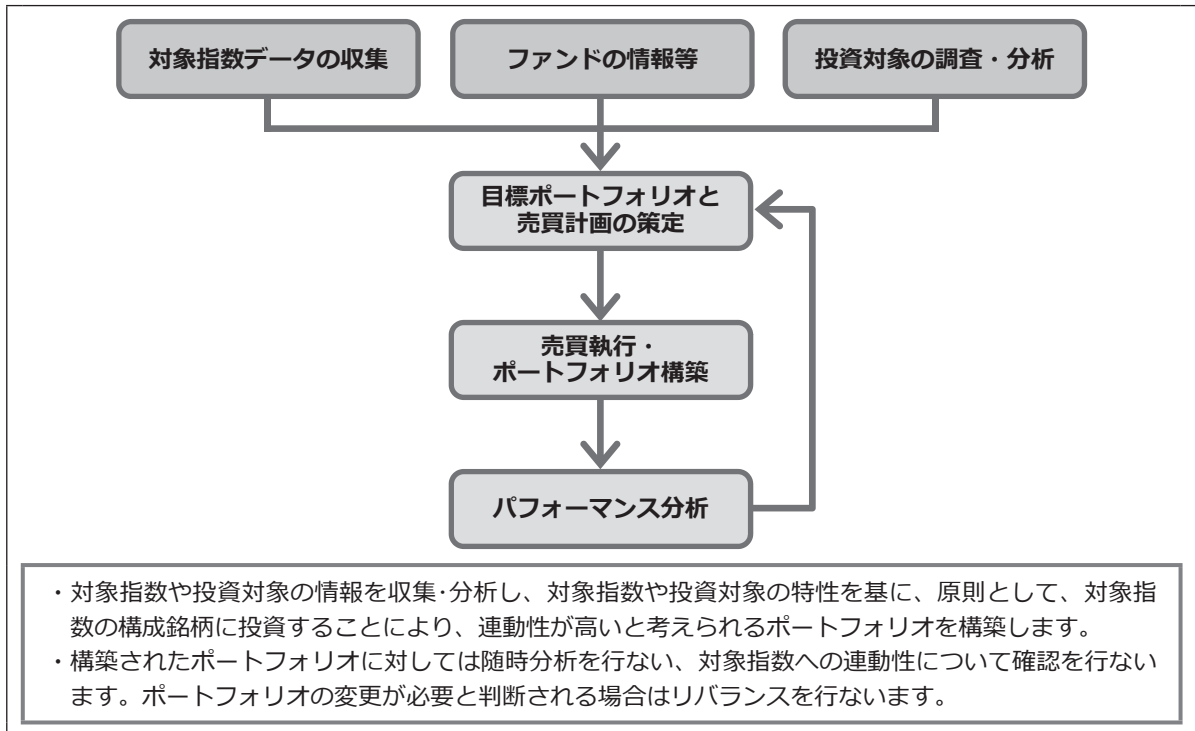 対象指数データの収集
ファンドの情報等
投資対象の調査・分析
目標ポートフォリオと
売買計画の策定
売買執行・
ポートフォリオ構築
パフォーマンス分析
・対象指数や投資対象の情報を収集･分析し、対象指数や投資対象の特性を基に、原則として、対象指
数の構成銘柄に投資することにより、連動性が高いと考えられるポートフォリオを構築します。
・構築されたポートフォリオに対しては随時分析を行ない、対象指数への連動性について確認を行ない
ます。ポートフォリオの変更が必要と判断される場合はリバランスを行ないます。